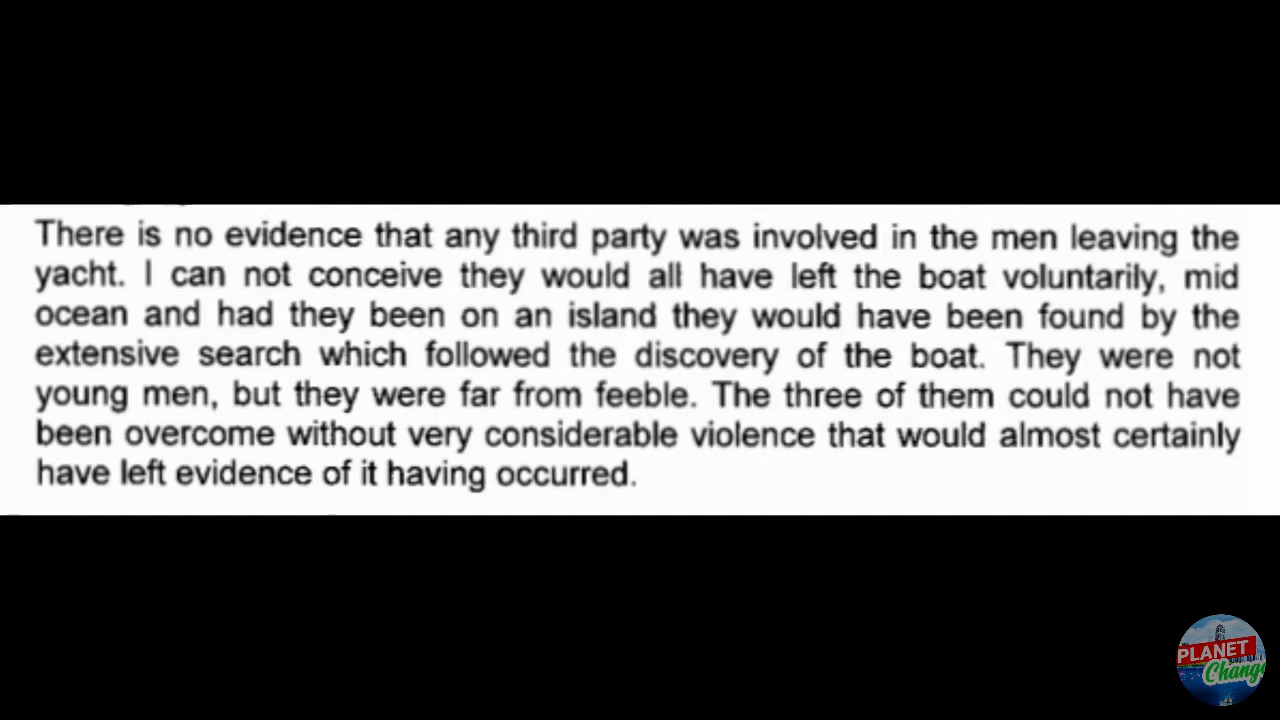 There is no evidence that any third party was involved in the men leaving the
yacht. I can not conceive they would all have left the boat voluntarily, mid
ocean and had they been on an island they would have been found by the
extensive search which followed the discovery of the boat. They were not
young men, but they were far from feeble. The three of them could not have
been overcome without very considerable violence that would almost certainly
have left evidence of it having occurred.
PLANET
Change